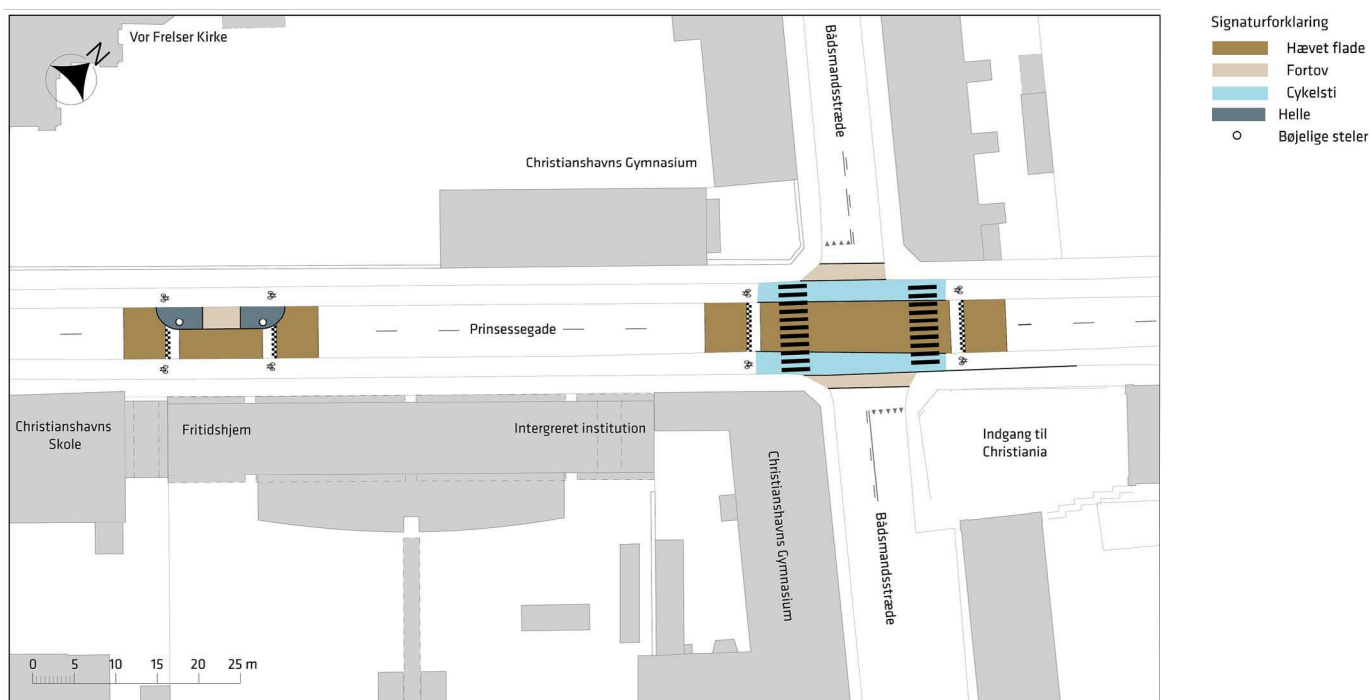 Vor Frelser Kirke
N
Bådsmandsstræde
Christianshavns Gymnasium
Prinsessegade
Christianshavns
Skole
Fritidshjem
Intergreret institution
Christianshavns Gymnasium
Bådsmandsstræde
Indgang til
Christiania
0 5 10 15 20 25 m
Signaturforklaring
Hævet flade
Fortov
Cykelsti
Helle
Bøjelige steler